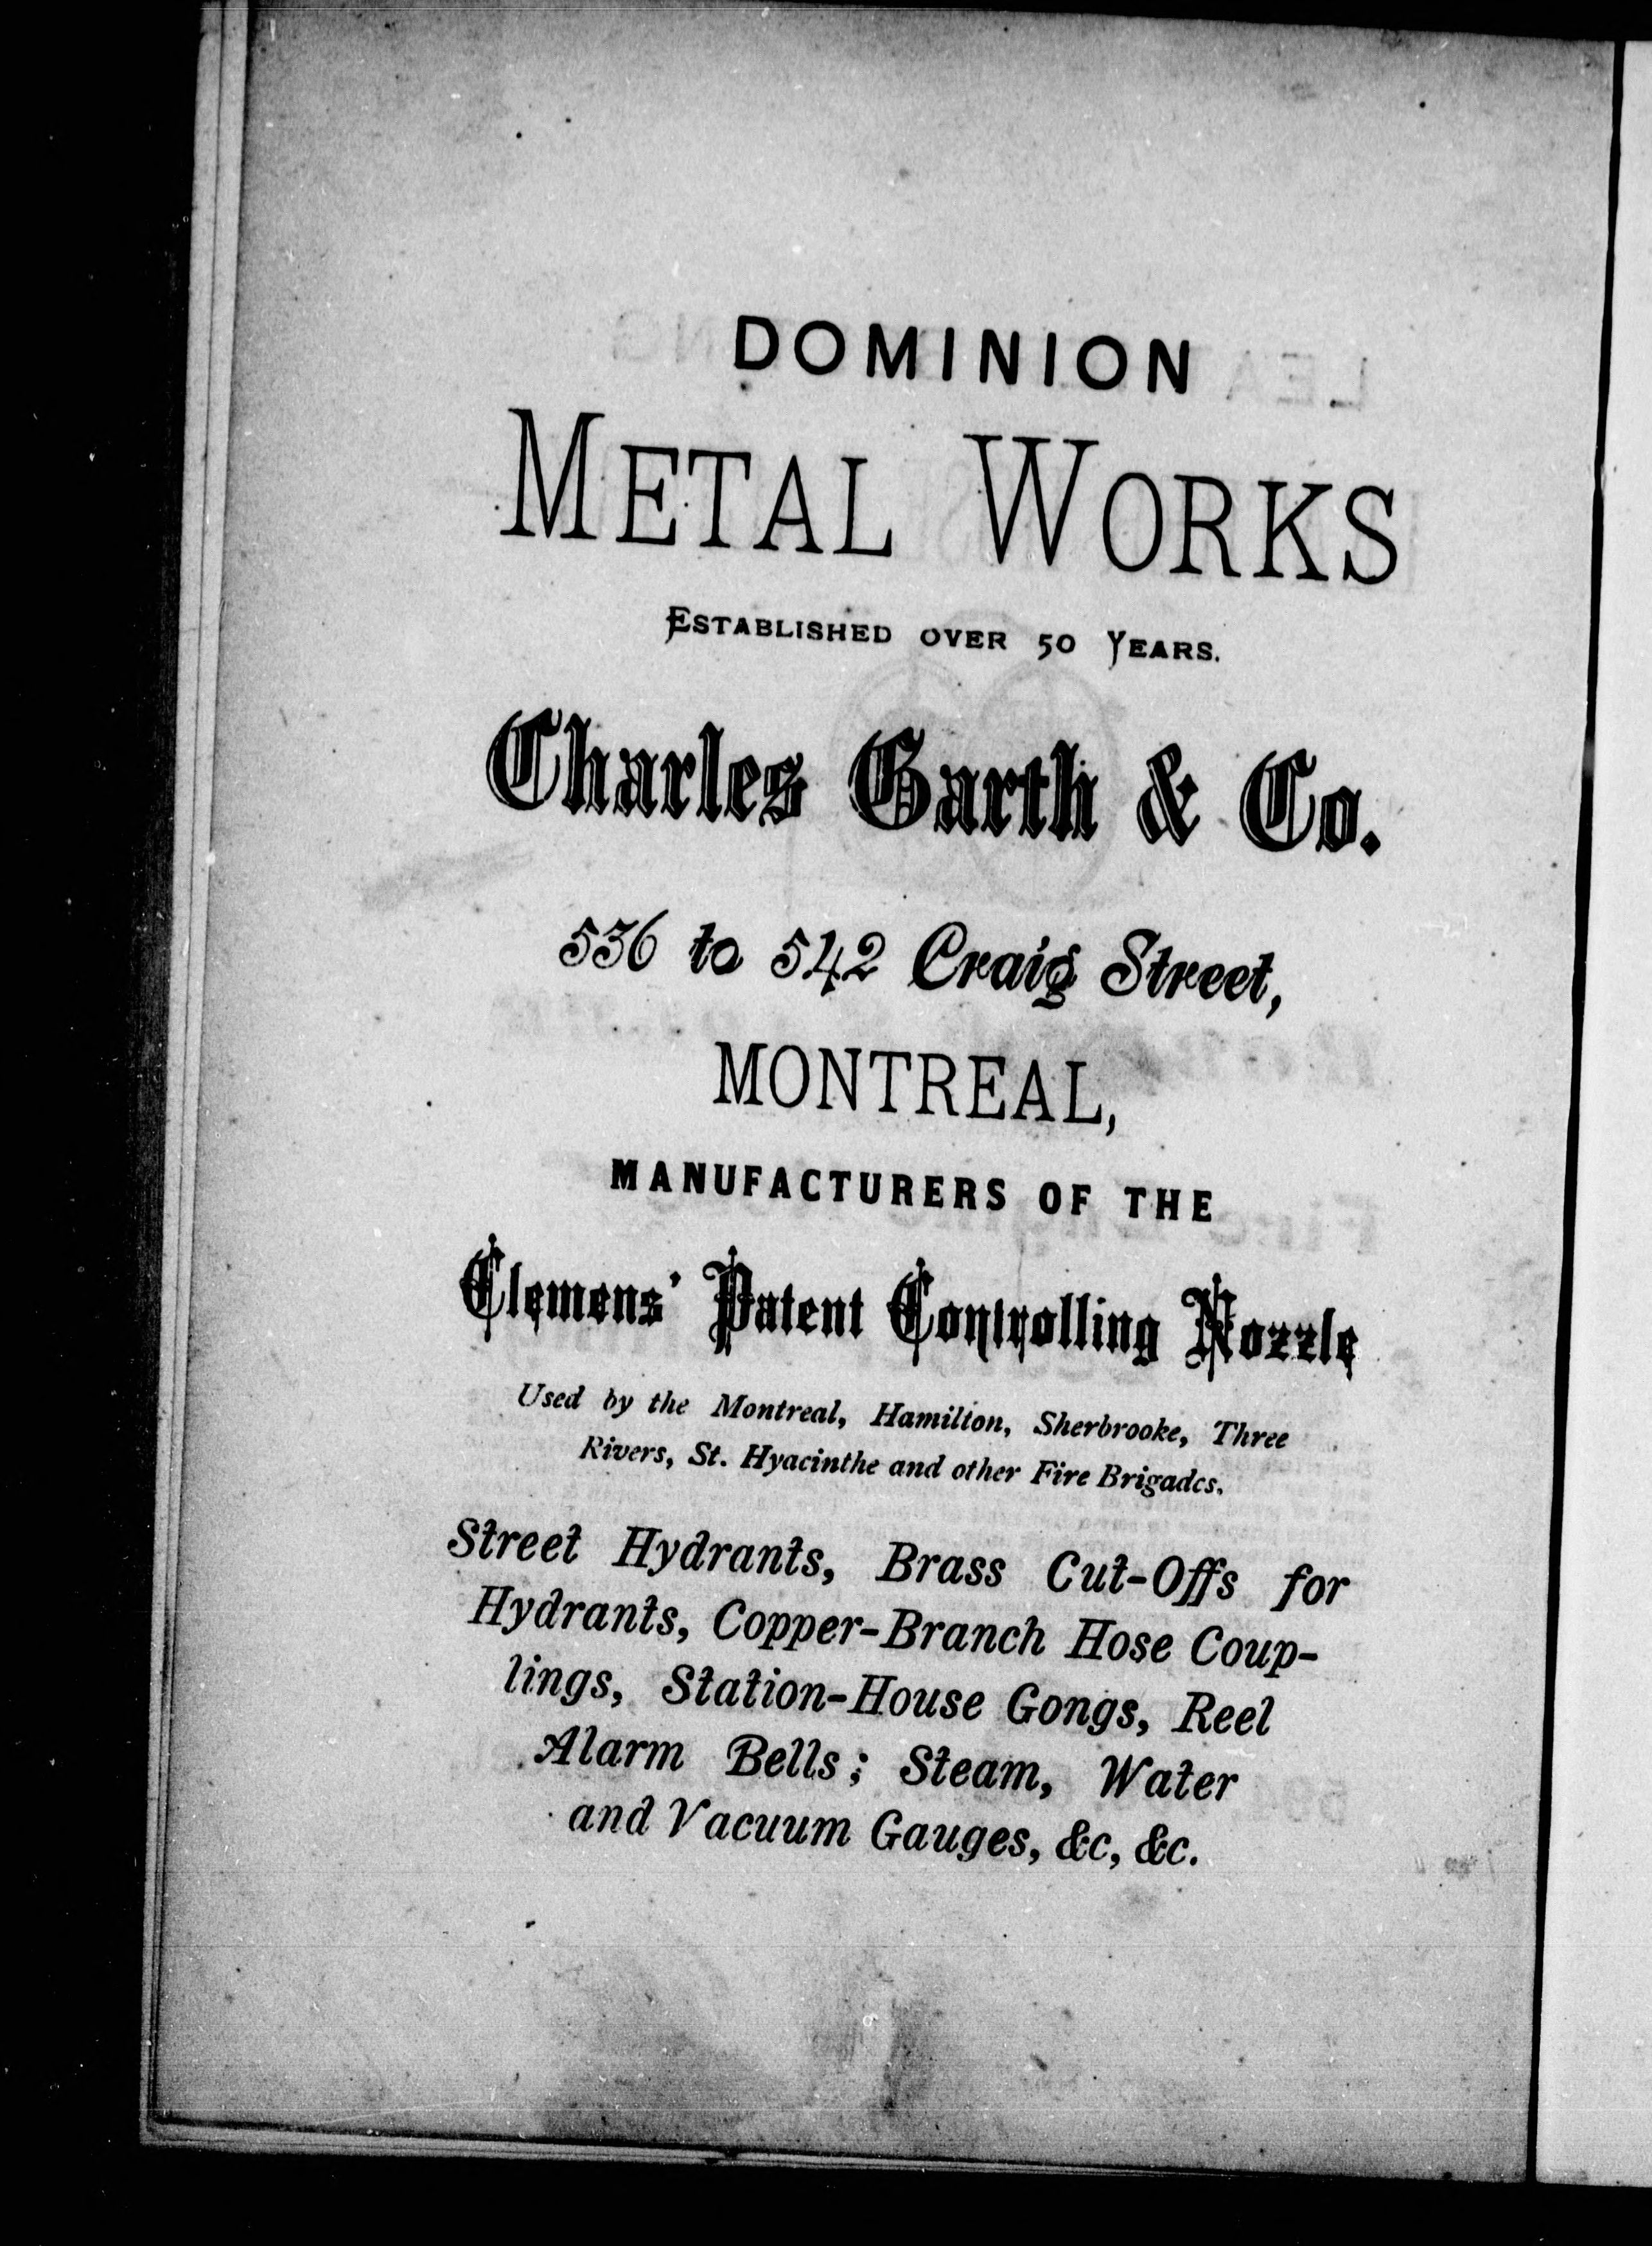 DOMINION
METAL WORKS
ESTABLISHED OVER 50 YEARS.
Charles Garth & Co.
536 to 542 Craig Street,
MONTREAL,
MANUFACTURERS OF THE
Clemens' Patent Controlling Nozzle
Used by the Montreal, Hamilton, Sherbrooke, Three
Rivers, St. Hyacinthe and other Fire Brigades.
Street Hydrants, Brass Cut-Offs for
Hydrants, Copper-Branch Hose Coup-
lings, Station-House Gongs, Reel
Alarm Bells; Steam, Water
and Vacuum Gauges, &c, &c.